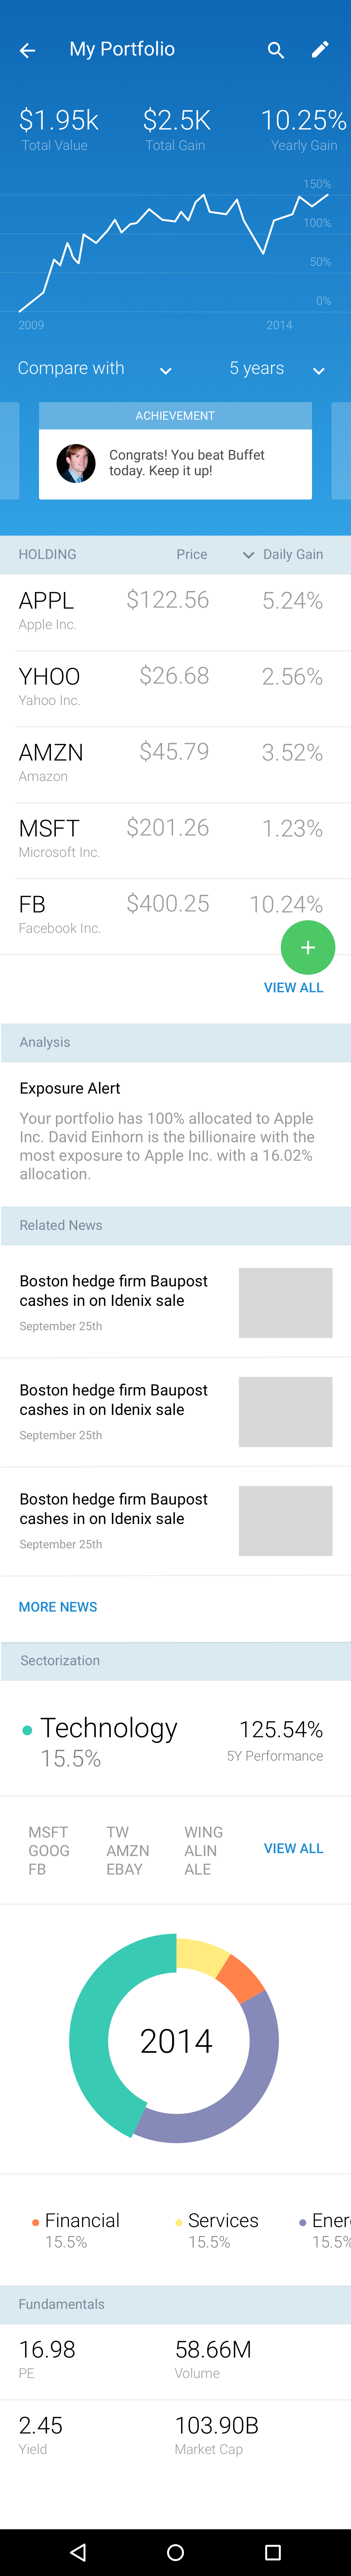 My Portfolio
$1.95k $2.5K 10.25%
Total Value Total Gain Yearly Gain
150%
100%
50%
0%
2009 2014
Compare with 5 years
ACHIEVEMENT
Congrats! You beat Buffet
today. Keep it up!
HOLDING Price Daily Gain
APPL $122.56 5.24%
Apple Inc.
YHOO $26.68 2.56%
Yahoo Inc.
AMZN $45.79 3.52%
Amazon
MSFT $201.26 1.23%
Microsoft Inc.
FB $400.25 10.24%
Facebook Inc.
VIEW ALL
Analysis
Exposure Alert
Your portfolio has 100% allocated to Apple
Inc. David Einhorn is the billionaire with the
most exposure to Apple Inc. with a 16.02%
allocation.
Related News
Boston hedge firm Baupost
cashes in on Idenix sale
September 25th
Boston hedge firm Baupost
cashes in on Idenix sale
September 25th
Boston hedge firm Baupost
cashes in on Idenix sale
September 25th
MORE NEWS
Sectorization
Technology 125.54%
15.5% 5Y Performance
MSFT TW WING
GOOG AMZN ALIN VIEW ALL
FB EBAY ALE
2014
Financial Services Ener
15.5% 15.5% 15.5%
Fundamentals
16.98 58.66M
PE Volume
2.45 103.90B
Yield Market Cap